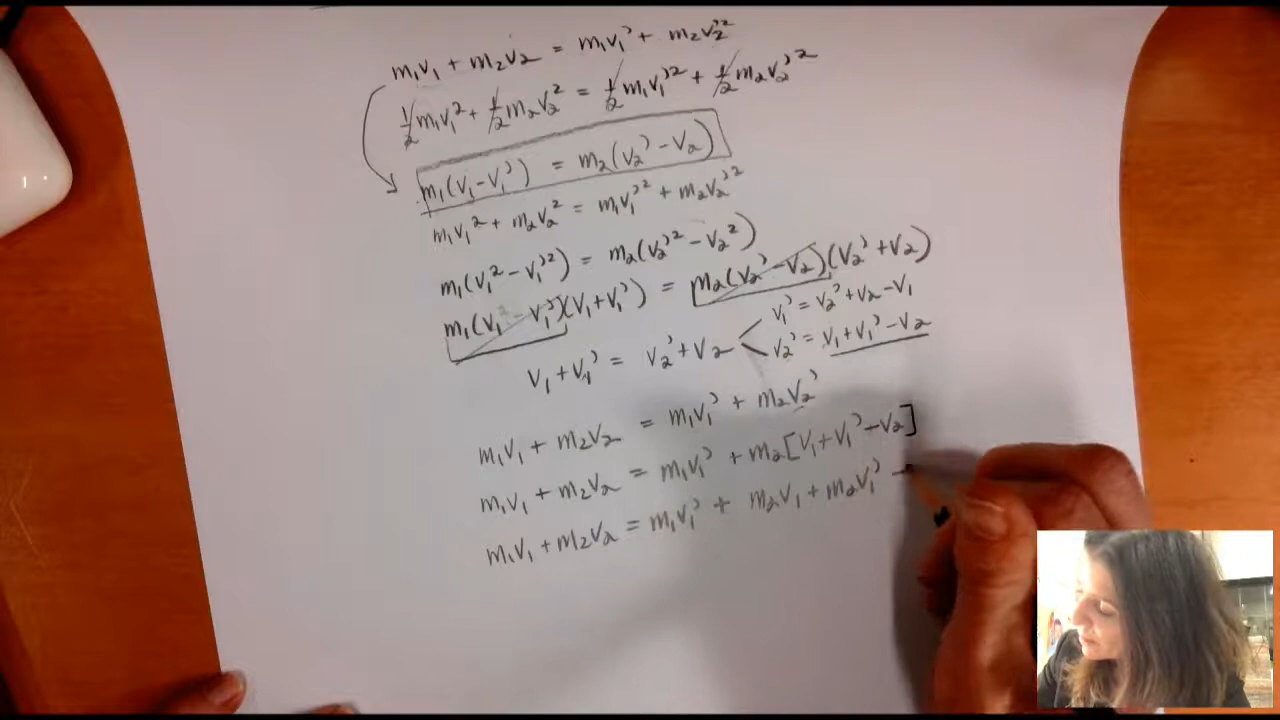 m₁v₁ + m₂v₂ = m₁v₁' + m₂v₂'²
½m₁v₁² + ½m₂v₂² = ½m₁v₁'² + ½m₂v₂'²
m₁(v₁ - v₁') = m₂(v₂' - v₂)
m₁v₁² + m₂v₂² = m₁v₁'² + m₂v₂'²
m₁(v₁² - v₁'²) = m₂(v₂'² - v₂²)
m₁(v₁ - v₁')(v₁ + v₁') = m₂(v₂' - v₂)(v₂' + v₂)
v₁' = v₂' + v₂ - v₁
v₁ + v₁' = v₂' + v₂
v₂' = v₁ + v₁' - v₂
m₁v₁ + m₂v₂ = m₁v₁' + m₂v₂'
m₁v₁ + m₂v₂ = m₁v₁' + m₂[v₁ + v₁' - v₂]
m₁v₁ + m₂v₂ = m₁v₁' + m₂v₁ + m₂v₁' -